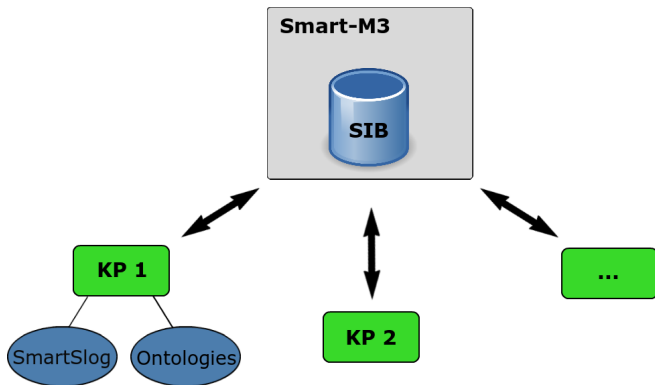 Smart-M3
SIB
KP 1
...
SmartSlog
Ontologies
KP 2